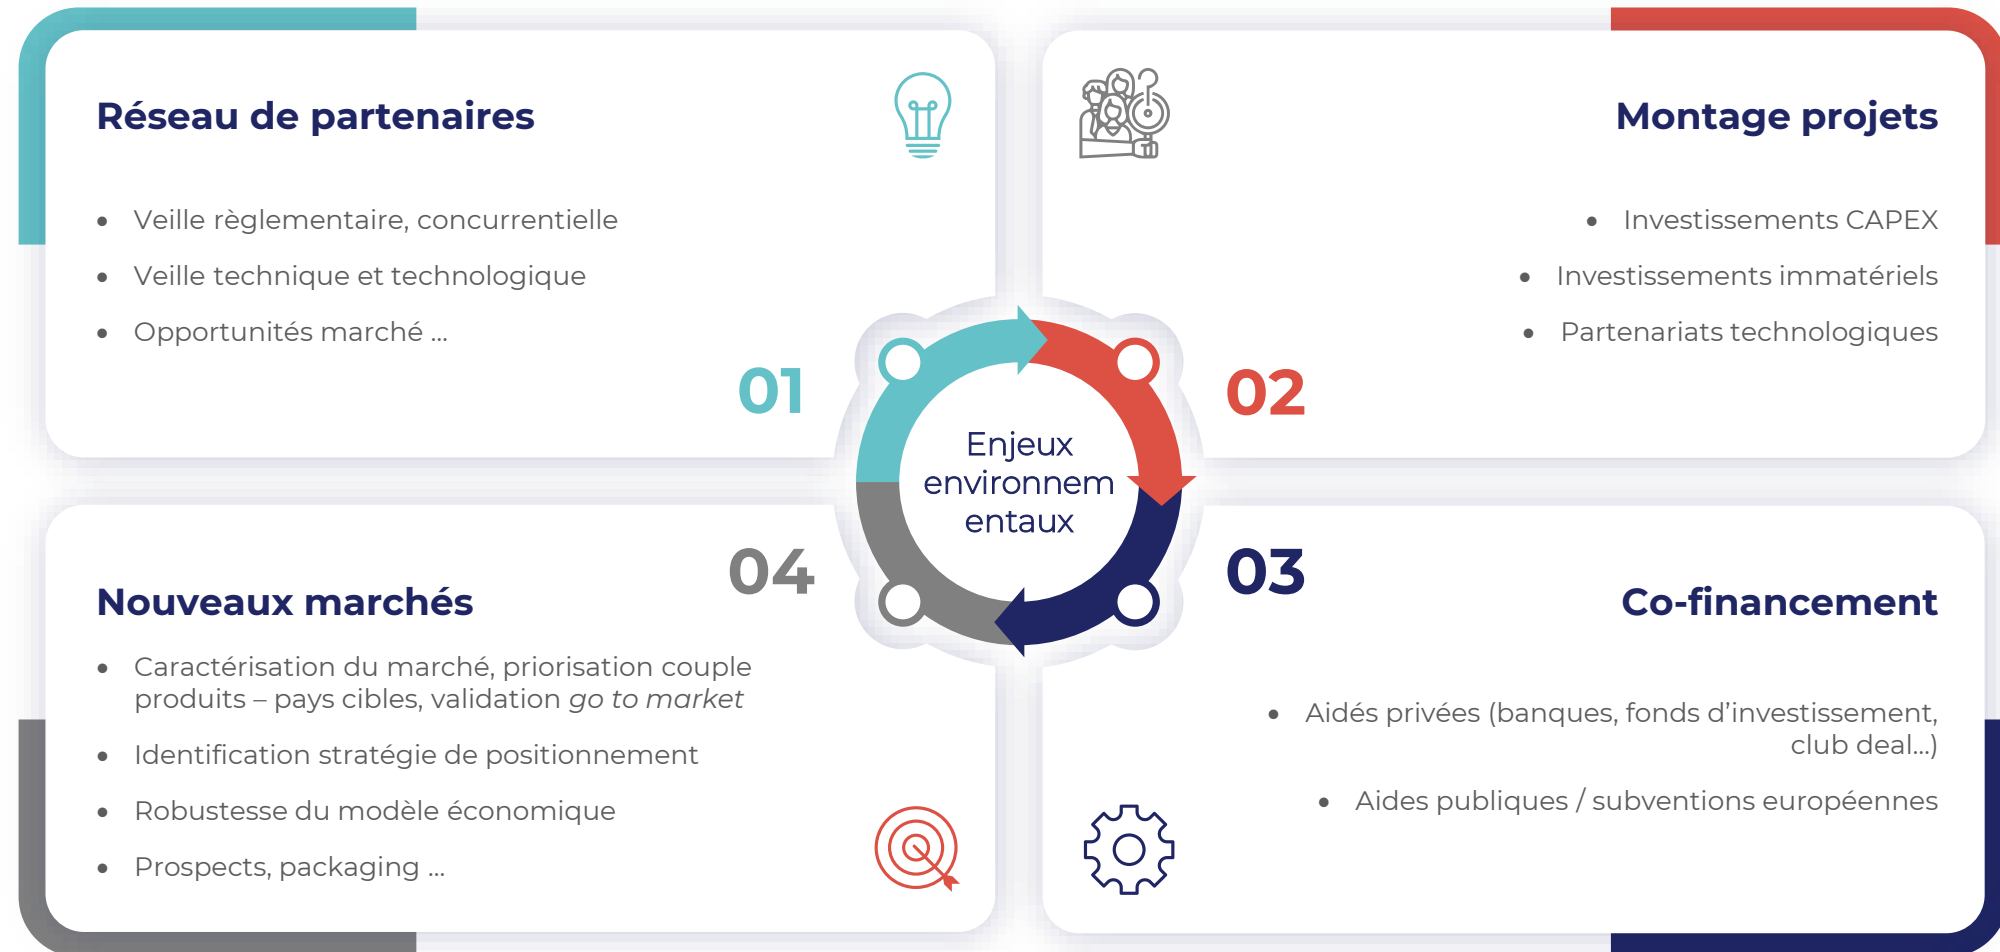 Réseau de partenaires
• Veille règlementaire, concurrentielle
• Veille technique et technologique
• Opportunités marché ...
01
Montage projets
• Investissements CAPEX
• Investissements immatériels
• Partenariats technologiques
02
Enjeux
environnem
entaux
03
Co-financement
• Aidés privées (banques, fonds d’investissement,
club deal...)
• Aides publiques / subventions européennes
04
Nouveaux marchés
• Caractérisation du marché, priorisation couple
produits – pays cibles, validation go to market
• Identification stratégie de positionnement
• Robustesse du modèle économique
• Prospects, packaging ...